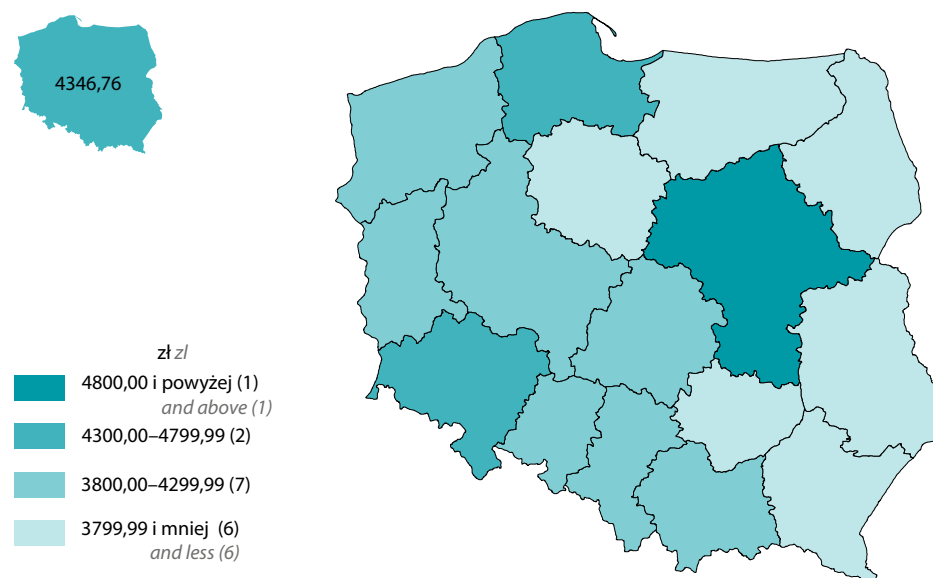 4346,76
zł zl
4800,00 i powyżej (1)
and above (1)
4300,00–4799,99 (2)
3800,00–4299,99 (7)
3799,99 i mniej (6)
and less (6)